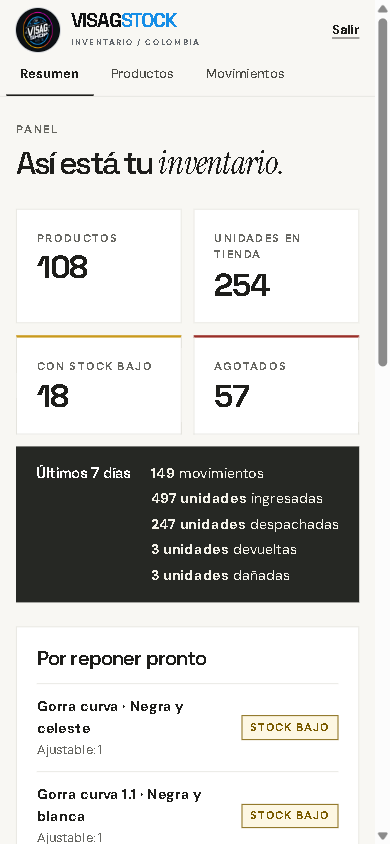 VISAG
VISAGSTOCK
INVENTARIO / COLOMBIA
Salir
Resumen
Productos
Movimientos
PANEL
Así está tu inventario.
PRODUCTOS
108
UNIDADES EN
TIENDA
254
CON STOCK BAJO
18
AGOTADOS
57
Últimos 7 días
149 movimientos
497 unidades ingresadas
247 unidades despachadas
3 unidades devueltas
3 unidades dañadas
Por reponer pronto
Gorra curva · Negra y
celeste
Ajustable: 1
STOCK BAJO
Gorra curva 1.1 · Negra y
blanca
Ajustable: 1
STOCK BAJO